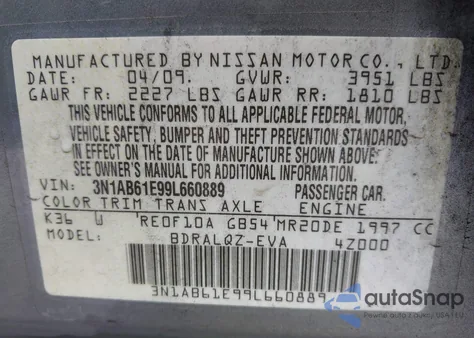 MANUFACTURED BY NISSAN MOTOR CO., LTD.
DATE: 04/09. GVWR: 3951 LBS
GAWR FR: 2227 LBS GAWR RR: 1810 LBS
THIS VEHICLE CONFORMS TO ALL APPLICABLE FEDERAL MOTOR
VEHICLE SAFETY, BUMPER AND THEFT PREVENTION STANDARDS
IN EFFECT ON THE DATE OF MANUFACTURE SHOWN ABOVE.
SEE OWNER'S MANUAL FOR ADDITIONAL INFORMATION.
VIN: 3N1AB61E99L660889 PASSENGER CAR.
COLOR TRIM TRANS AXLE ENGINE
K36 U RE0F10A GB54 MR20DE 1997 CC
MODEL: BDRALQZ-EVA 4Z000
3N1AB61E99L660889
autoSnap